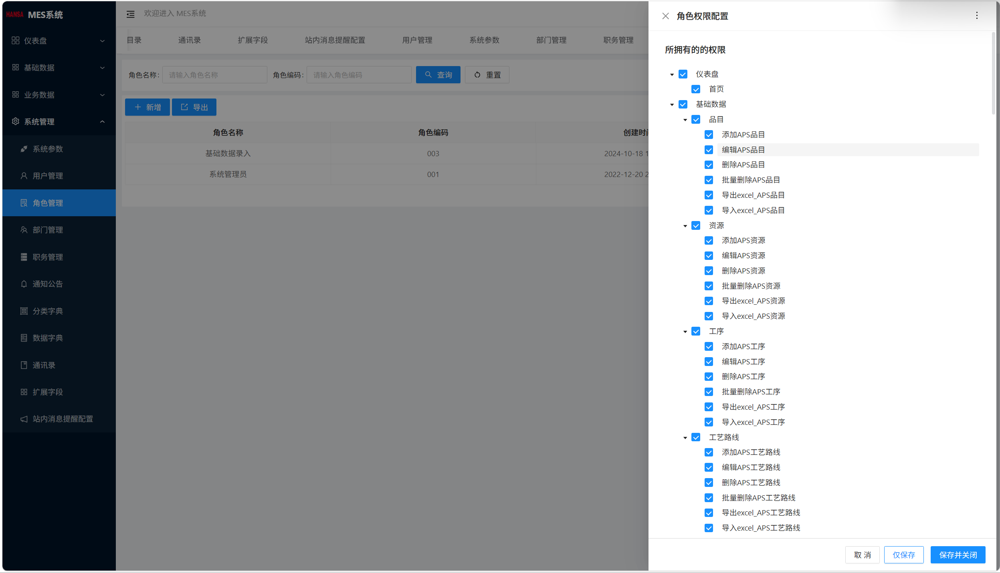 HANSA MES系统
仪表盘
基础数据
业务数据
系统管理
系统参数
用户管理
角色管理
部门管理
职务管理
通知公告
分类字典
数据字典
通讯录
扩展字段
站内消息提醒配置
欢迎进入 MES系统
目录 通讯录 扩展字段 站内消息提醒配置 用户管理 系统参数 部门管理 职务管理
角色名称: 请输入角色名称 角色编码: 请输入角色编码 查询 重置
新增 导出
角色名称 角色编码 创建时间
基础数据录入 003 2024-10-18 1
系统管理员 001 2022-12-20 2
角色权限配置
所拥有的的权限
仪表盘
首页
基础数据
品目
添加APS品目
编辑APS品目
删除APS品目
批量删除APS品目
导出excel_APS品目
导入excel_APS品目
资源
添加APS资源
编辑APS资源
删除APS资源
批量删除APS资源
导出excel_APS资源
导入excel_APS资源
工序
添加APS工序
编辑APS工序
删除APS工序
批量删除APS工序
导出excel_APS工序
导入excel_APS工序
工艺路线
添加APS工艺路线
编辑APS工艺路线
删除APS工艺路线
批量删除APS工艺路线
导出excel_APS工艺路线
导入excel_APS工艺路线
取 消 仅保存 保存并关闭